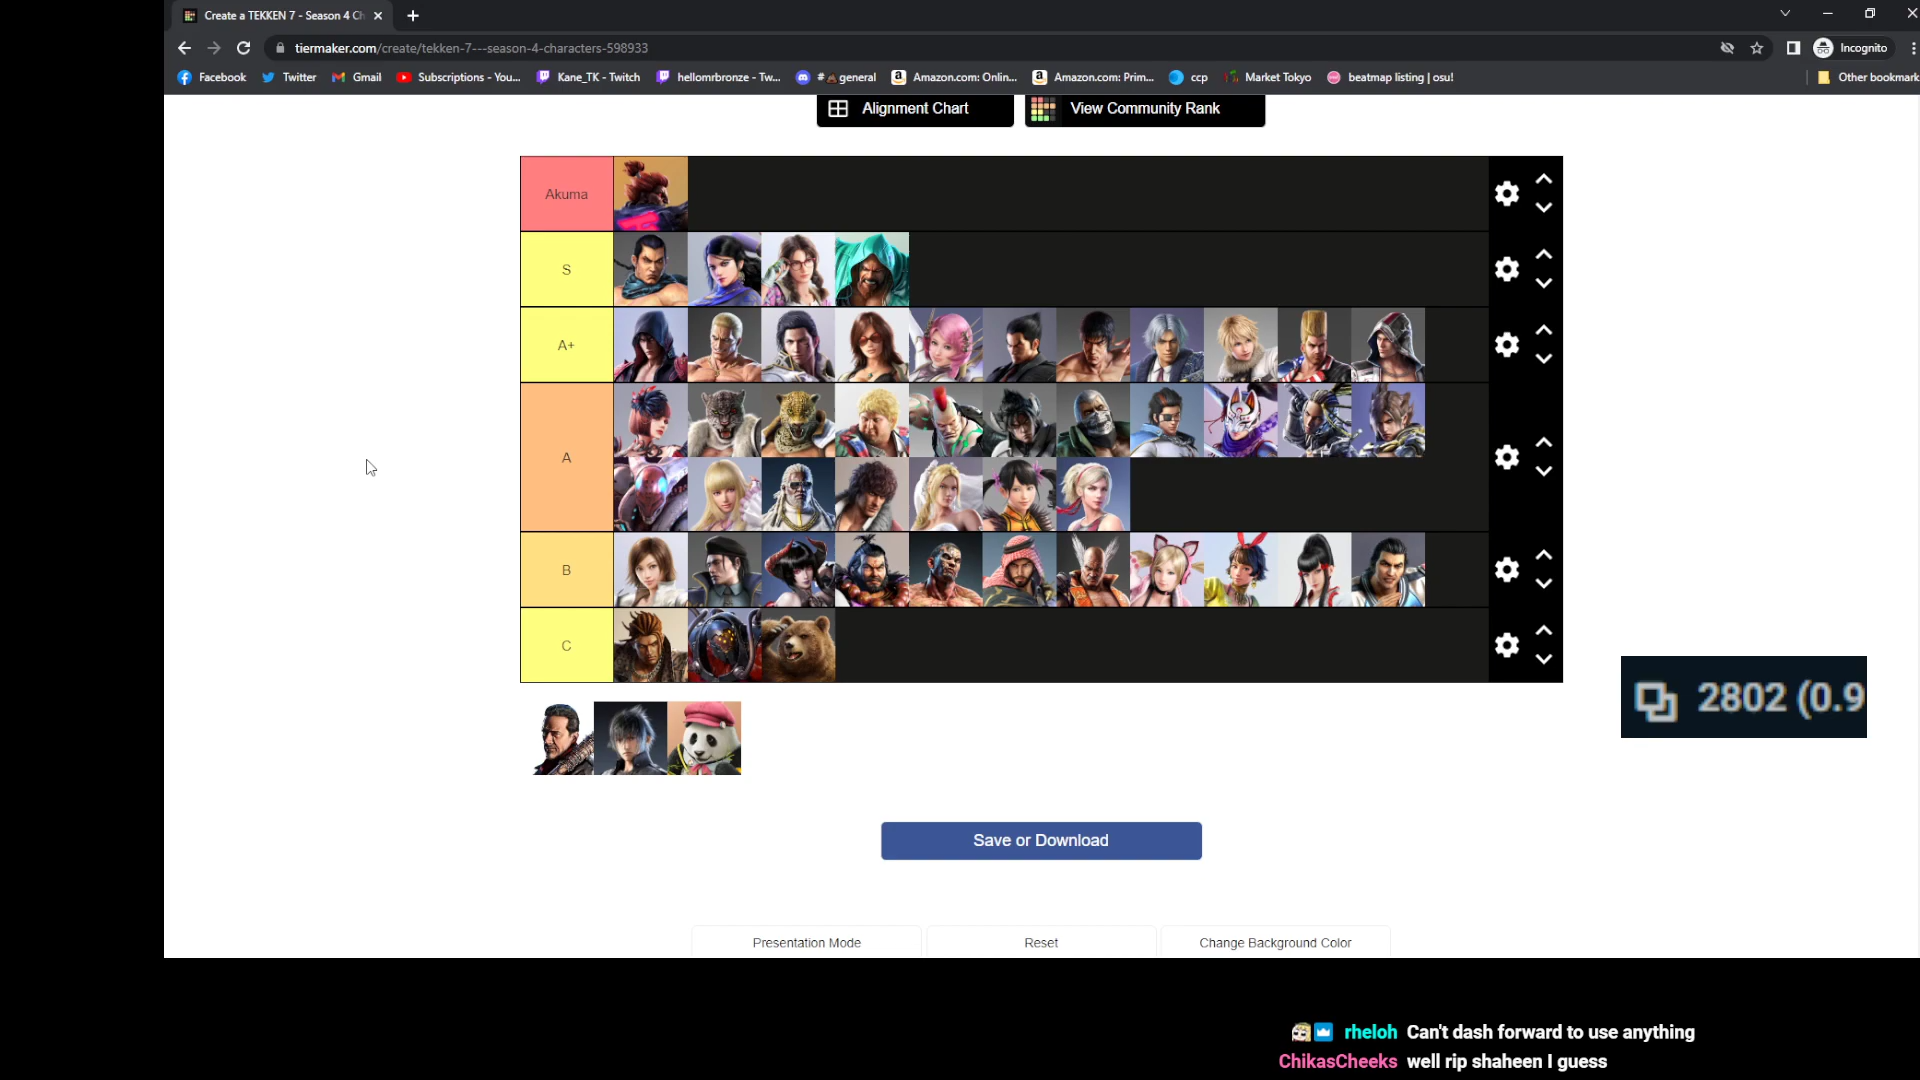 Create a TEKKEN 7 - Season 4 Ch
tiermaker.com/create/tekken-7---season-4-characters-598933
Incognito
Facebook
Twitter
Gmail
Subscriptions - You...
Kane_TK - Twitch
hellomrbronze - Tw...
# general
Amazon.com: Onlin...
Amazon.com: Prim...
ccp
Market Tokyo
beatmap listing | osu!
Other bookmark
Alignment Chart
View Community Rank
Akuma
S
A+
A
B
C
2802 (0.9
Save or Download
Presentation Mode
Reset
Change Background Color
rheloh Can't dash forward to use anything
ChikasCheeks well rip shaheen I guess